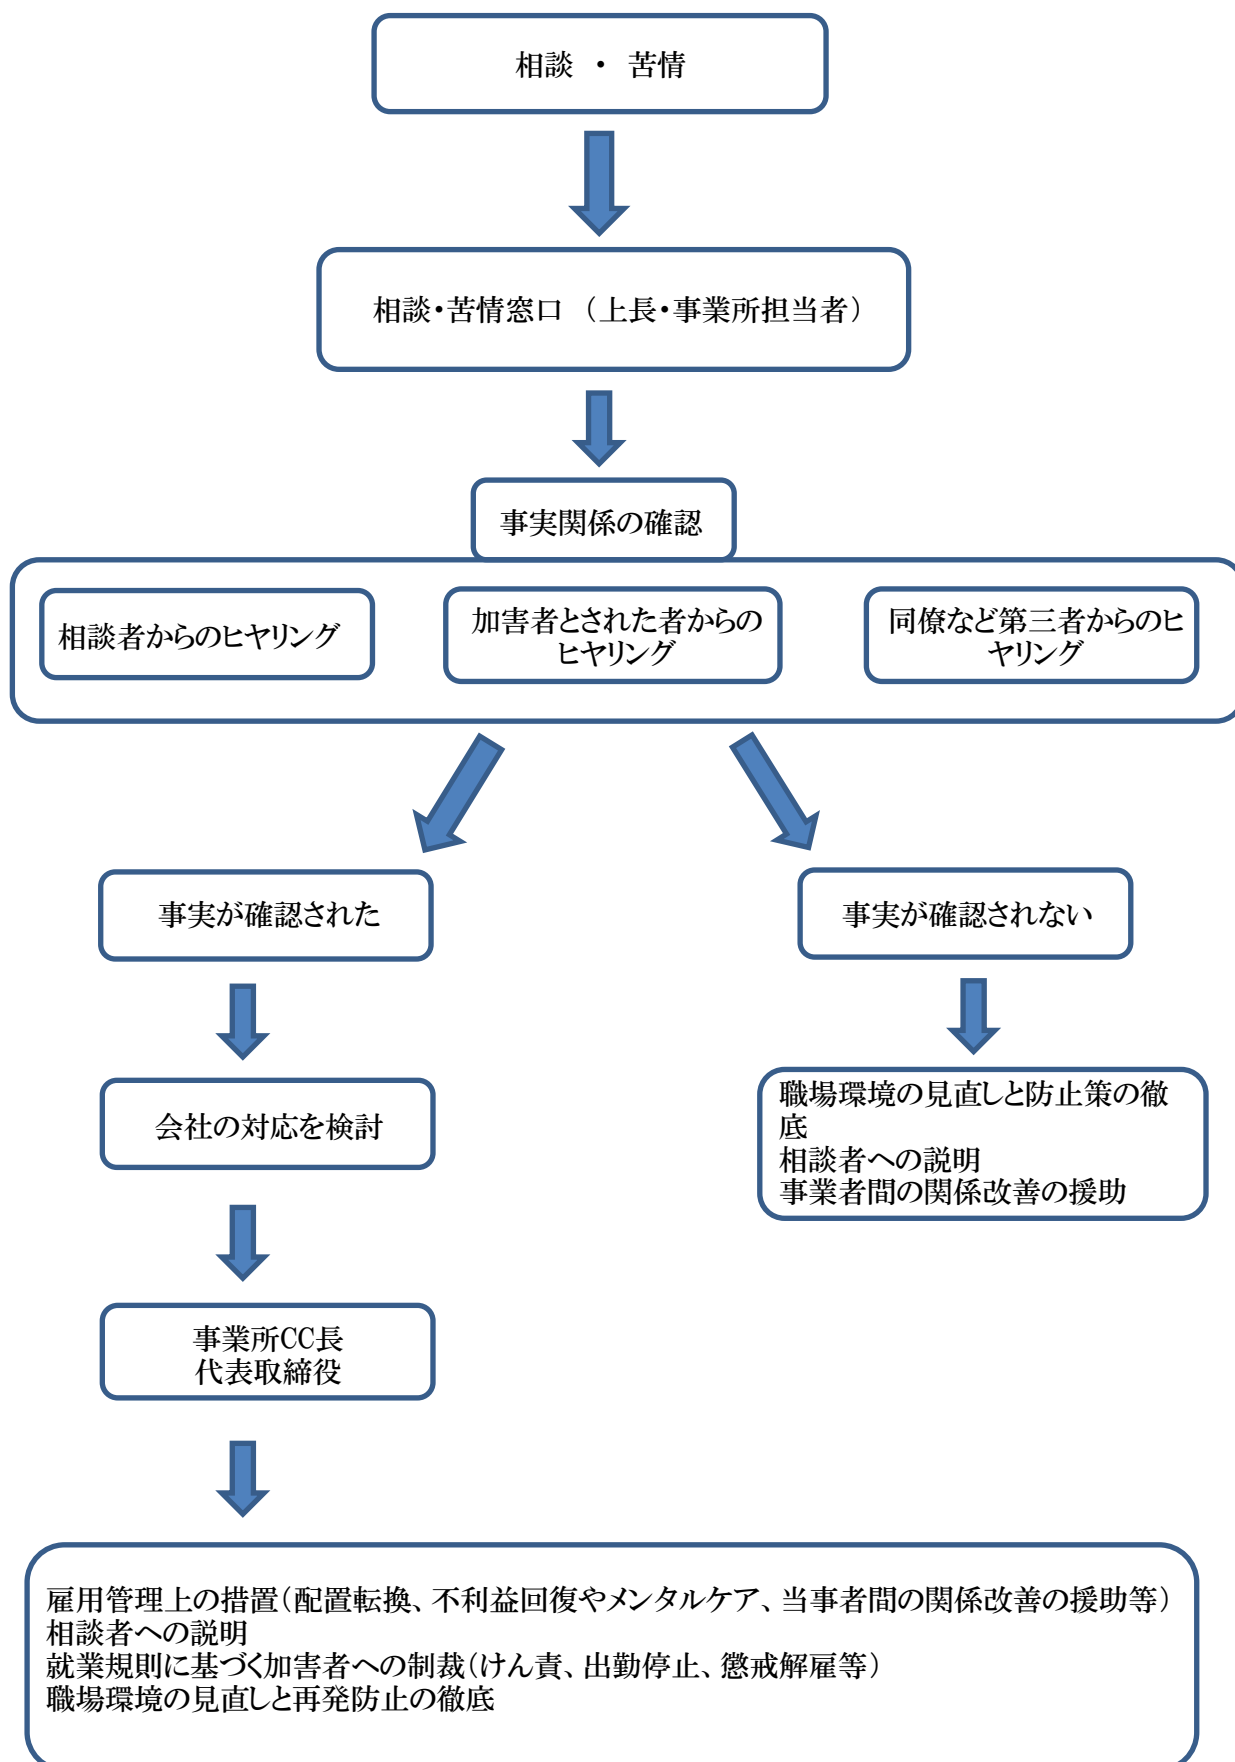 相談 ・ 苦情
相談・苦情窓口 （上長・事業所担当者）
事実関係の確認
相談者からのヒヤリング
加害者とされた者からの
ヒヤリング
同僚など第三者からのヒ
ヤリング
事実が確認された
事実が確認されない
会社の対応を検討
職場環境の見直しと防止策の徹
底
相談者への説明
事業者間の関係改善の援助
事業所CC長
代表取締役
雇用管理上の措置（配置転換、不利益回復やメンタルケア、当事者間の関係改善の援助等）
相談者への説明
就業規則に基づく加害者への制裁（けん責、出勤停止、懲戒解雇等）
職場環境の見直しと再発防止の徹底